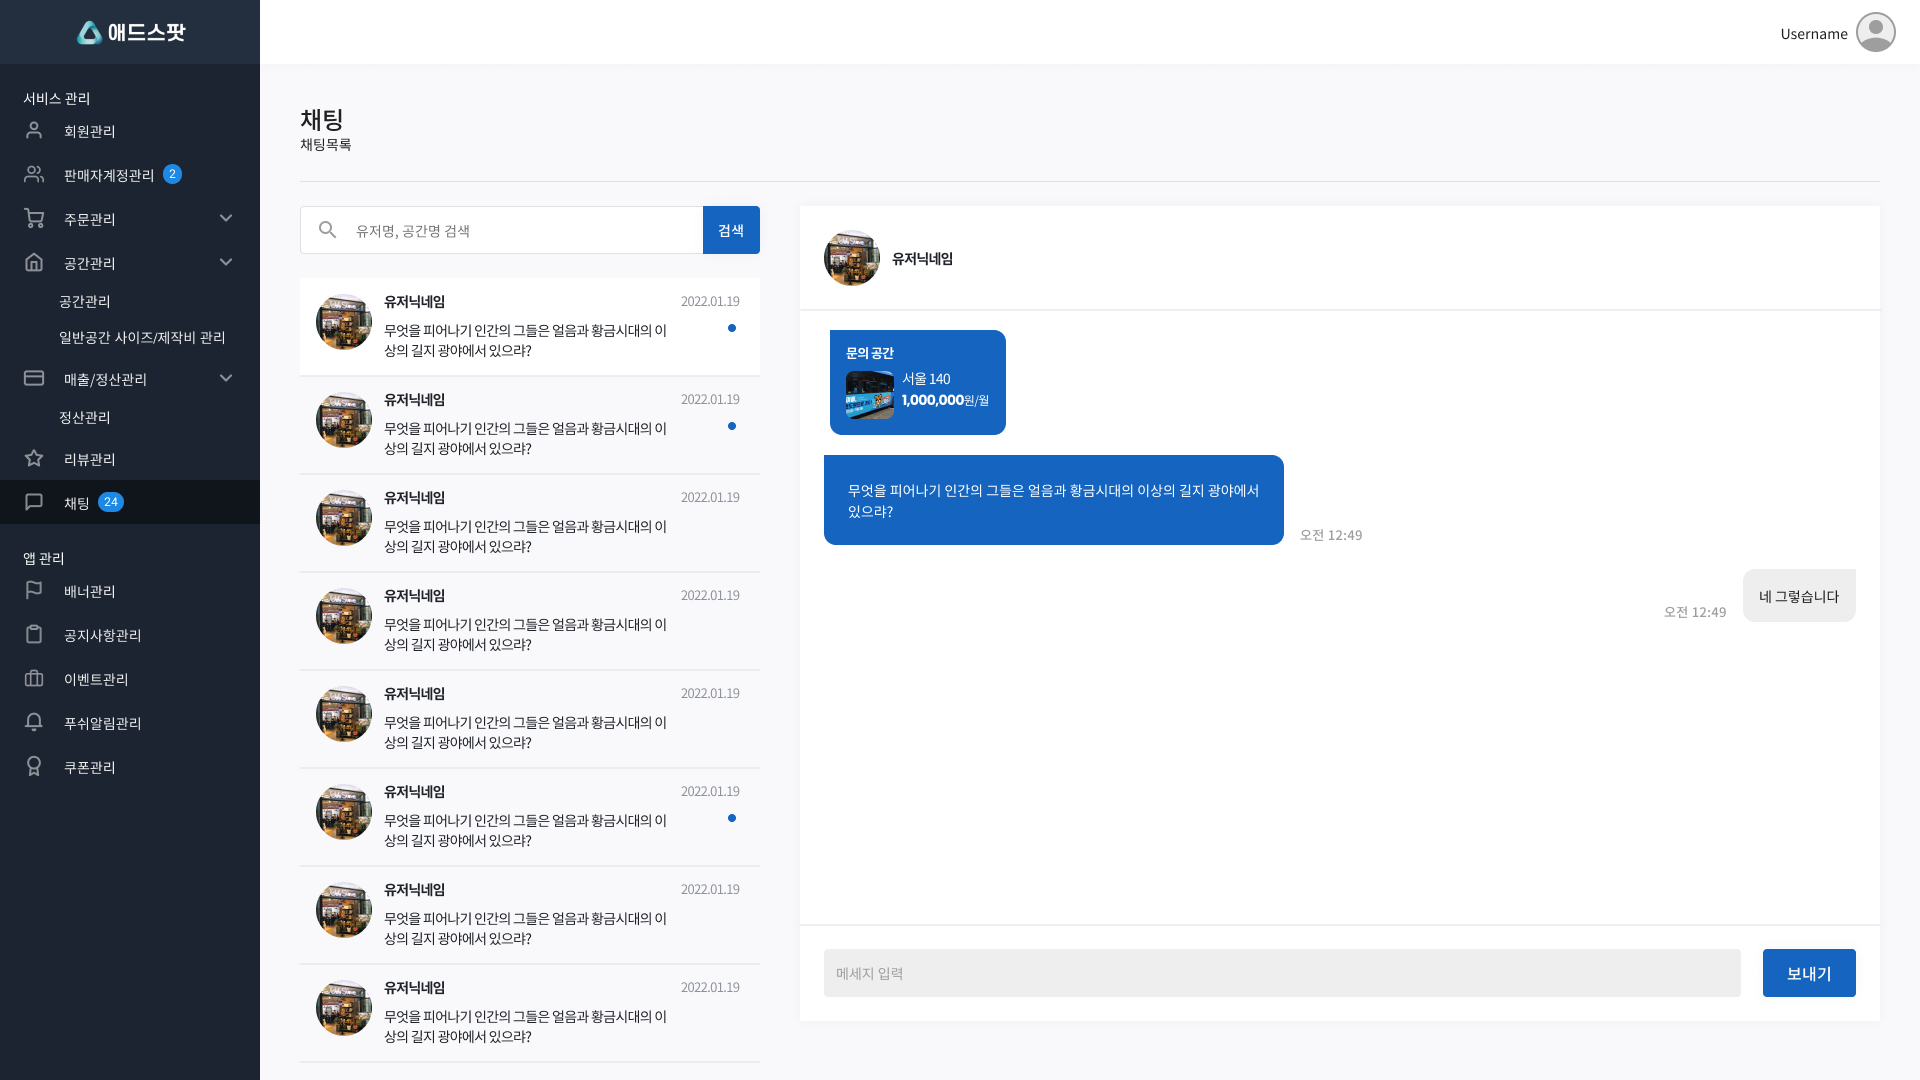 애드스팟
Username
서비스 관리
회원관리
판매자계정관리 2
주문관리
공간관리
공간관리
일반공간 사이즈/제작비 관리
매출/정산관리
정산관리
리뷰관리
채팅 24
앱 관리
배너관리
공지사항관리
이벤트관리
푸쉬알림관리
쿠폰관리
채팅
채팅목록
유저명, 공간명 검색
검색
유저닉네임 2022.01.19
무엇을 피어나기 인간의 그들은 얼음과 황금시대의 이
상의 길지 광야에서 있으랴?
유저닉네임 2022.01.19
무엇을 피어나기 인간의 그들은 얼음과 황금시대의 이
상의 길지 광야에서 있으랴?
유저닉네임 2022.01.19
무엇을 피어나기 인간의 그들은 얼음과 황금시대의 이
상의 길지 광야에서 있으랴?
유저닉네임 2022.01.19
무엇을 피어나기 인간의 그들은 얼음과 황금시대의 이
상의 길지 광야에서 있으랴?
유저닉네임 2022.01.19
무엇을 피어나기 인간의 그들은 얼음과 황금시대의 이
상의 길지 광야에서 있으랴?
유저닉네임 2022.01.19
무엇을 피어나기 인간의 그들은 얼음과 황금시대의 이
상의 길지 광야에서 있으랴?
유저닉네임 2022.01.19
무엇을 피어나기 인간의 그들은 얼음과 황금시대의 이
상의 길지 광야에서 있으랴?
유저닉네임 2022.01.19
무엇을 피어나기 인간의 그들은 얼음과 황금시대의 이
상의 길지 광야에서 있으랴?
유저닉네임
문의 공간
서울 140
1,000,000원/월
무엇을 피어나기 인간의 그들은 얼음과 황금시대의 이상의 길지 광야에서
있으랴?
오전 12:49
네 그렇습니다
오전 12:49
메세지 입력
보내기